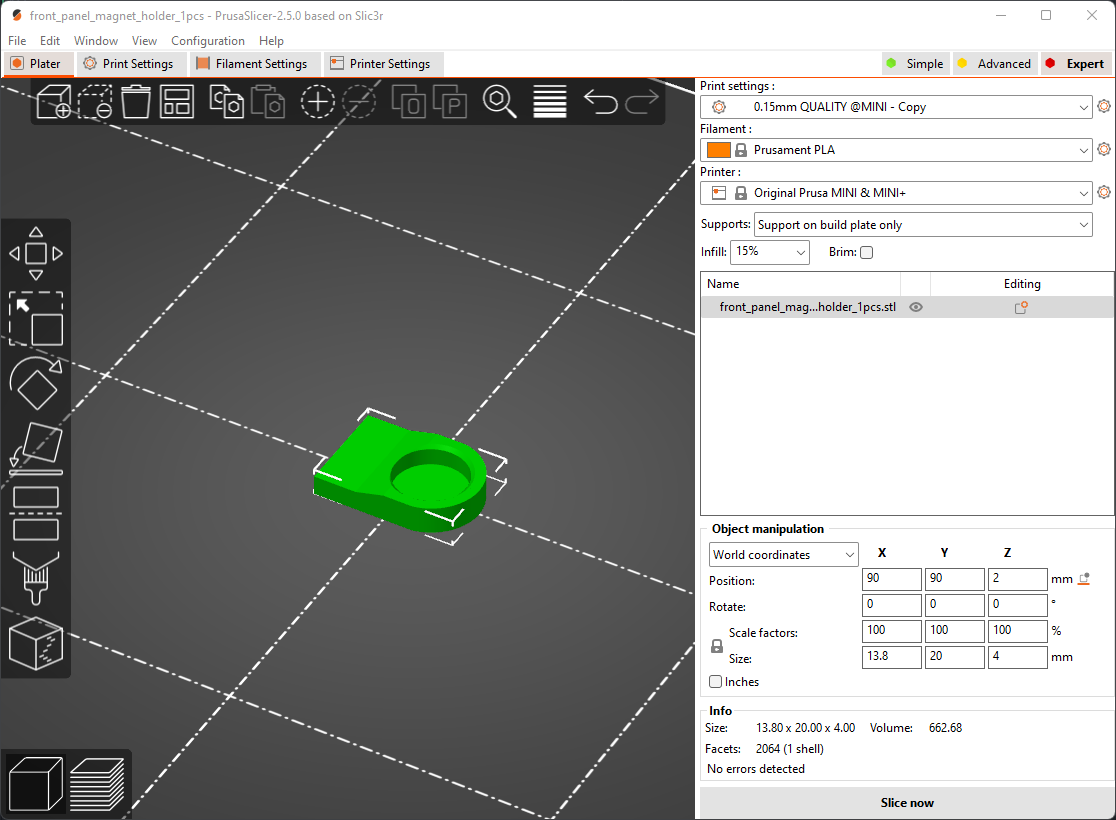 front_panel_magnet_holder_1pcs - PrusaSlicer-2.5.0 based on Slic3r
File Edit Window View Configuration Help
Plater Print Settings Filament Settings Printer Settings Simple Advanced Expert
Print settings :
0.15mm QUALITY @MINI - Copy
Filament :
Prusament PLA
Printer :
Original Prusa MINI & MINI+
Supports: Support on build plate only
Infill: 15% Brim:
Name Editing
front_panel_mag...holder_1pcs.stl
Object manipulation
World coordinates X Y Z
Position: 90 90 2 mm
Rotate: 0 0 0 °
Scale factors: 100 100 100 %
Size: 13.8 20 4 mm
Inches
Info
Size: 13.80 x 20.00 x 4.00 Volume: 662.68
Facets: 2064 (1 shell)
No errors detected
Slice now